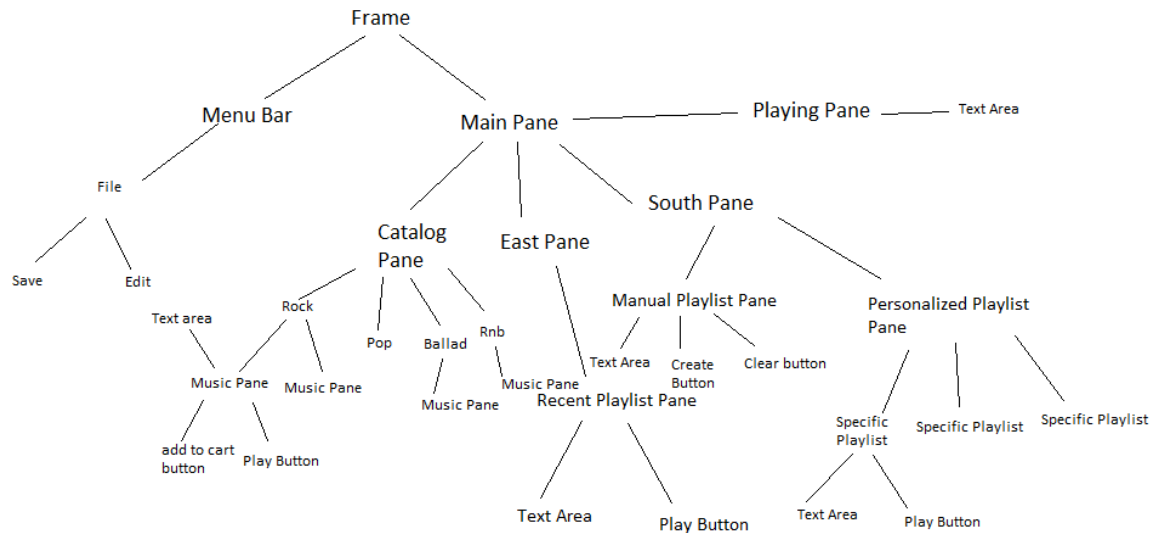 Frame
Menu Bar
Main Pane
Playing Pane
Text Area
File
South Pane
Catalog
Pane
East Pane
Save
Edit
Text area
Rock
Pop
Ballad
Rnb
Manual Playlist Pane
Personalized Playlist
Pane
Text Area
Create
Button
Clear button
Music Pane
Music Pane
Music Pane
Music Pane
Recent Playlist Pane
Specific
Playlist
Specific Playlist
Specific Playlist
add to cart
button
Play Button
Text Area
Play Button
Text Area
Play Button